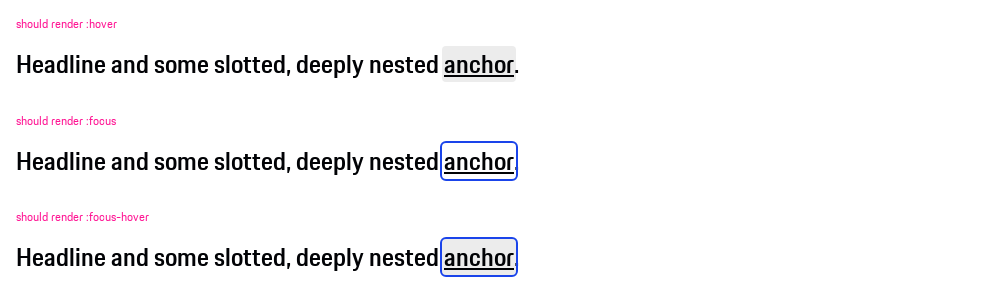 should render :hover
Headline and some slotted, deeply nested anchor.
should render :focus
Headline and some slotted, deeply nested anchor.
should render :focus-hover
Headline and some slotted, deeply nested anchor.